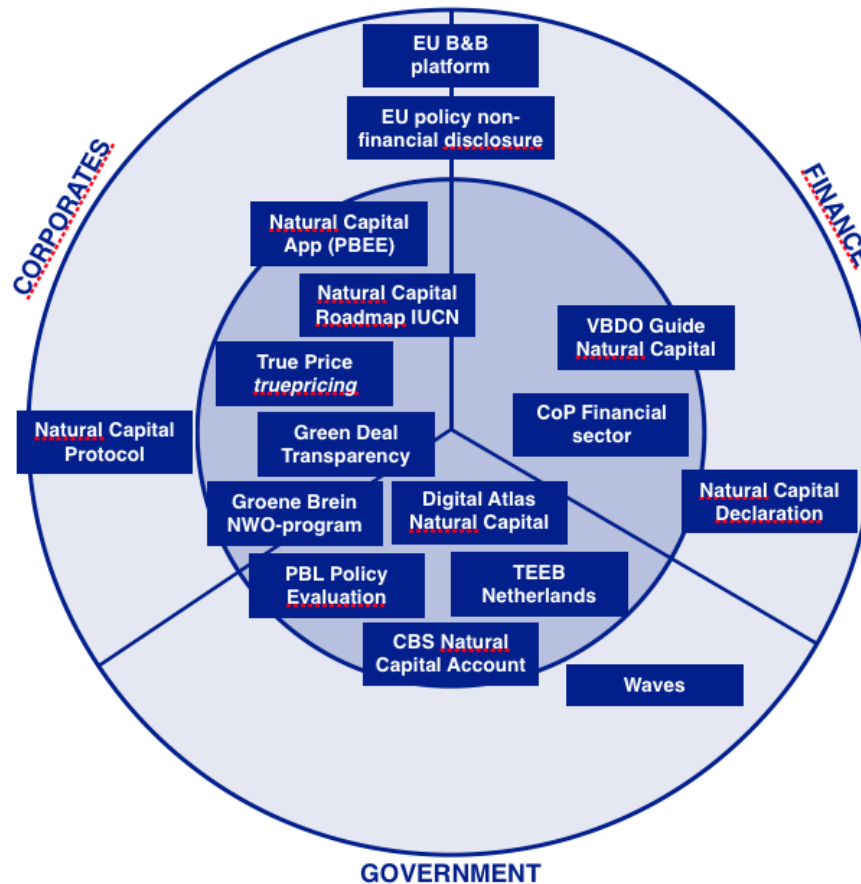 EU B&B
platform
EU policy non-
financial disclosure
CORPORATES
FINANCE
Natural Capital
App (PBEE)
Natural Capital
Roadmap IUCN
VBDO Guide
Natural Capital
True Price
truepricing
CoP Financial
sector
Natural Capital
Protocol
Green Deal
Transparency
Groene Brein
NWO-program
Digital Atlas
Natural Capital
Natural Capital
Declaration
PBL Policy
Evaluation
TEEB
Netherlands
CBS Natural
Capital Account
Waves
GOVERNMENT